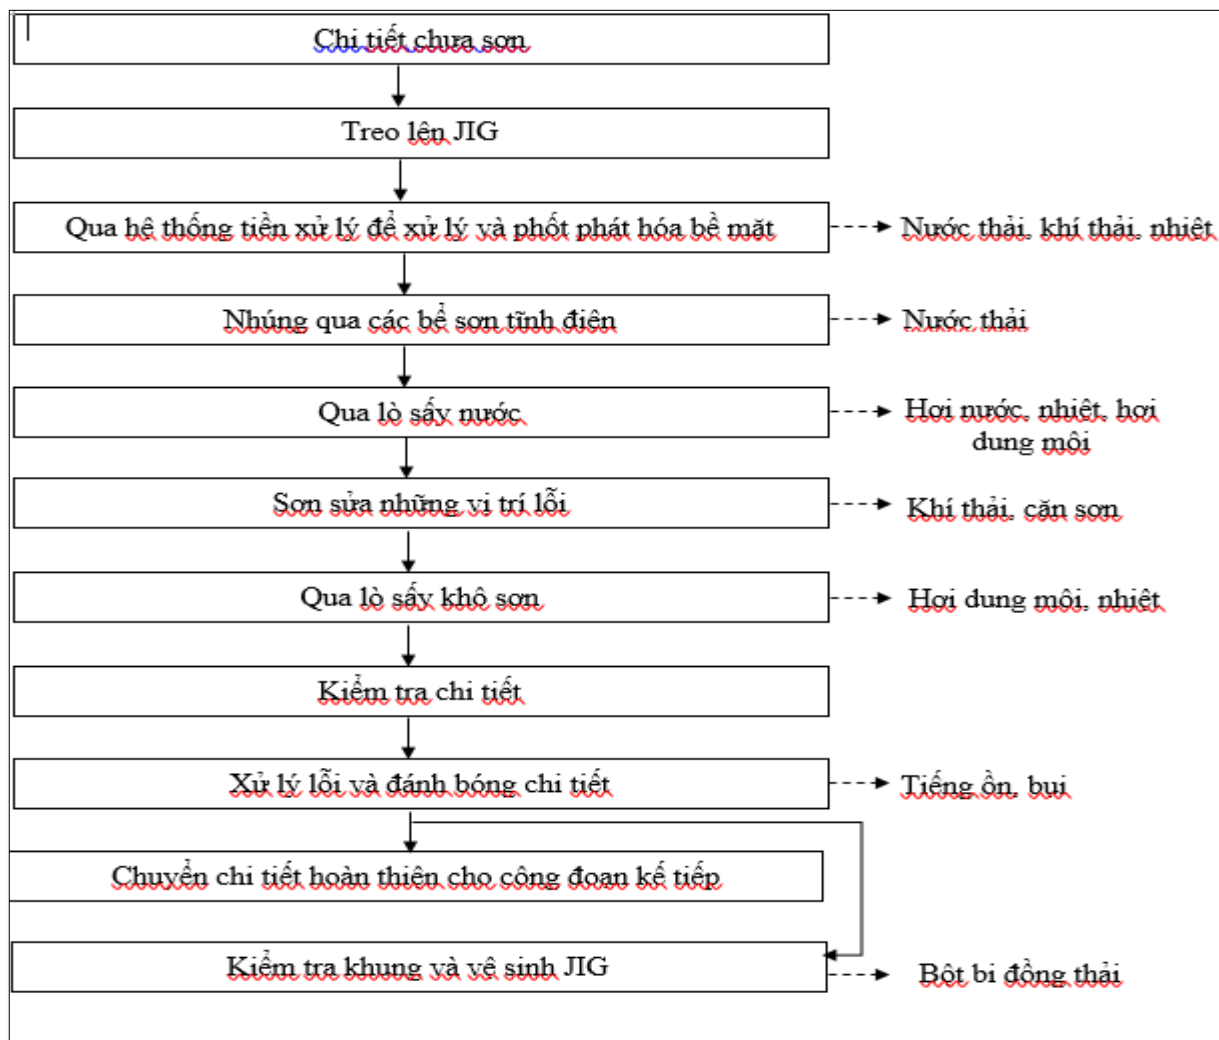 Chi tiết chưa sơn
Treo lên JIG
Qua hệ thống tiền xử lý để xử lý và phốt phát hóa bề mặt
Nước thải, khí thải, nhiệt
Nhúng qua các bể sơn tĩnh điện
Nước thải
Qua lò sấy nước
Hơi nước, nhiệt, hơi
dung môi
Sơn sửa những vị trí lỗi
Khí thải, căn sơn
Qua lò sấy khô sơn
Hơi dung môi, nhiệt
Kiểm tra chi tiết
Xử lý lỗi và đánh bóng chi tiết
Tiếng ồn, bụi
Chuyển chi tiết hoàn thiện cho công đoạn kế tiếp
Kiểm tra khung và vệ sinh JIG
Bột bi đồng thải